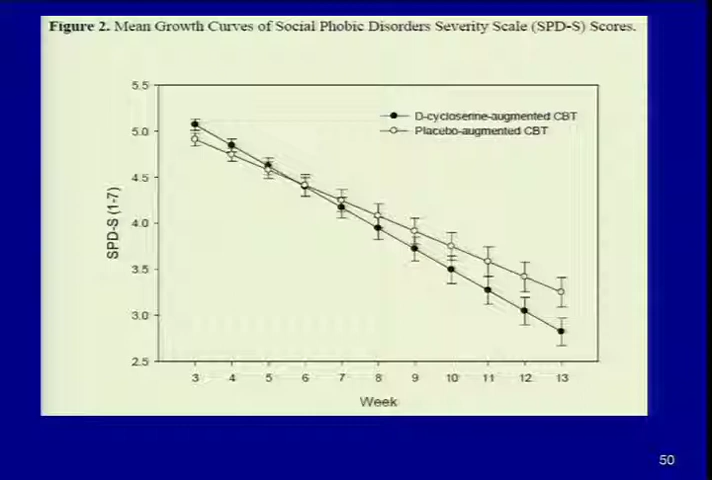 Figure 2. Mean Growth Curves of Social Phobic Disorders Severity Scale (SPD-S) Scores.
5.5
D-cycloserine-augmented CBT
5.0
Placebo-augmented CBT
4.5
SPD-S (1-7)
4.0
3.5
3.0
2.5
3 4 5 6 7 8 9 10 11 12 13
Week
50